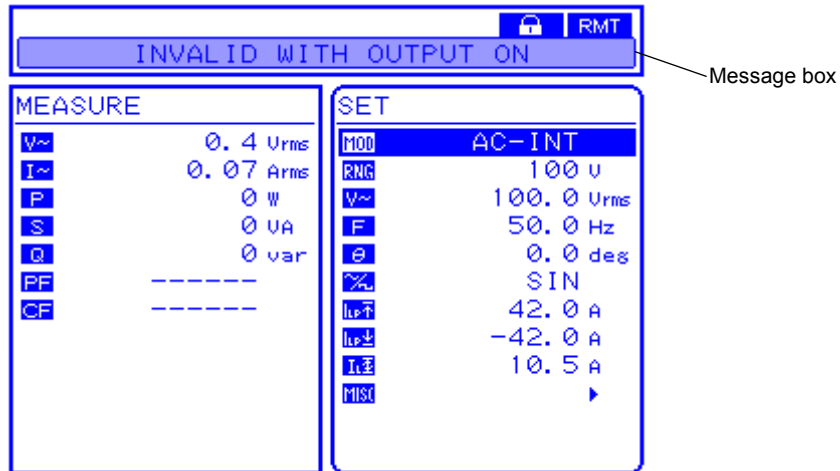 RMT
INVALID WITH OUTPUT ON
Message box
MEASURE
V~ 0.4 Vrms
I~ 0.07 Arms
P 0 W
S 0 VA
Q 0 var
PF ------
CF ------
SET
MOD AC-INT
RNG 100 V
V~ 100.0 Vrms
F 50.0 Hz
θ 0.0 deg
SIN
42.0 A
-42.0 A
10.5 A
MISC